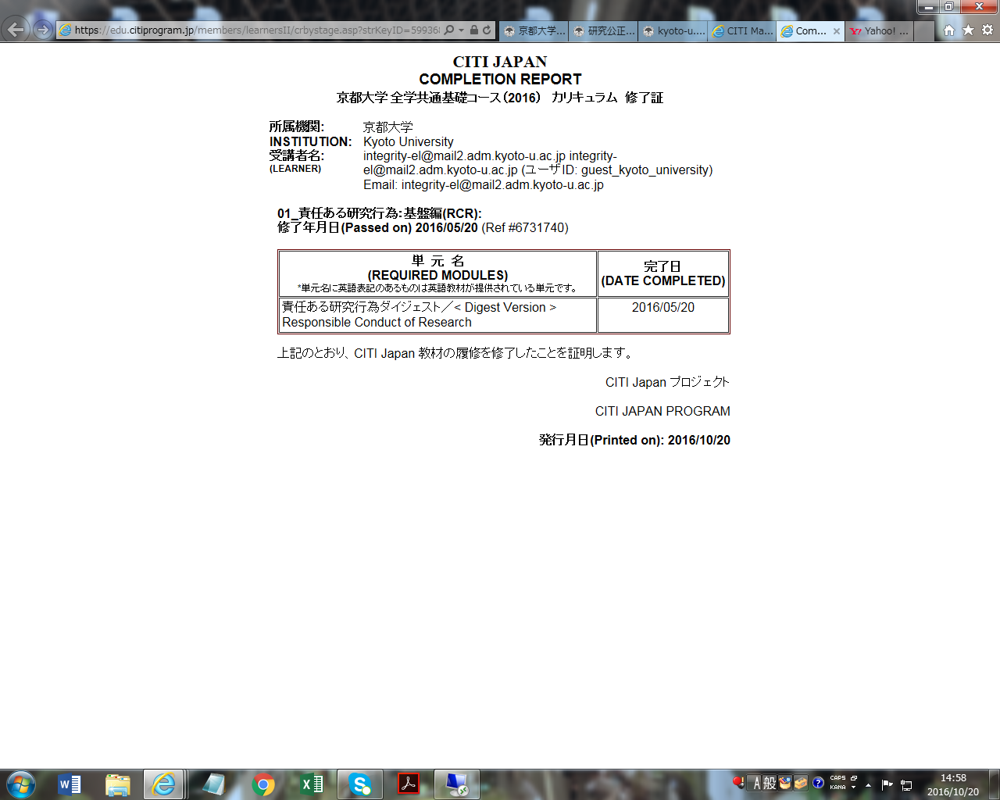 https://edu.citiprogram.jp/members/learnersII/crbystage.asp?strKeyID=59936
京都大学...
研究公正...
kyoto-u....
CITI Ma...
Com...
Yahoo! ...
CITI JAPAN
COMPLETION REPORT
京都大学 全学共通基礎コース（2016） カリキュラム 修了証
所属機関: 京都大学
INSTITUTION: Kyoto University
受講者名: integrity-el@mail2.adm.kyoto-u.ac.jp integrity-
(LEARNER) el@mail2.adm.kyoto-u.ac.jp (ユーザID: guest_kyoto_university)
Email: integrity-el@mail2.adm.kyoto-u.ac.jp
01_責任ある研究行為：基盤編(RCR):
修了年月日(Passed on) 2016/05/20 (Ref #6731740)
単 元 名
(REQUIRED MODULES)
*単元名に英語表記のあるものは英語教材が提供されている単元です。
完了日
(DATE COMPLETED)
責任ある研究行為ダイジェスト／< Digest Version >
Responsible Conduct of Research
2016/05/20
上記のとおり、CITI Japan 教材の履修を修了したことを証明します。
CITI Japan プロジェクト
CITI JAPAN PROGRAM
発行月日(Printed on): 2016/10/20
A般
CAPS
KANA
14:58
2016/10/20